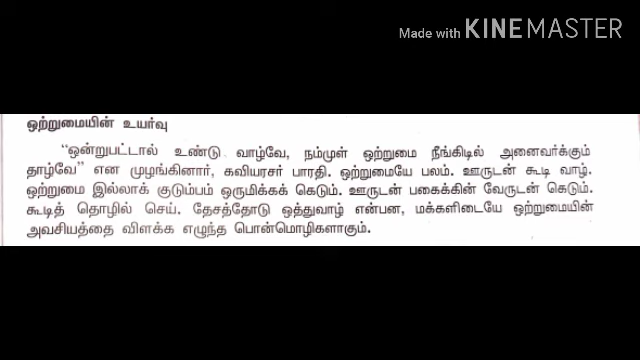 Made with KINEMASTER
ஒற்றுமையின் உயர்வு
“ஒன்றுபட்டால் உண்டு வாழ்வே, நம்முள் ஒற்றுமை நீங்கிடில் அனைவர்க்கும்
தாழ்வே” என முழங்கினார், கவியரசர் பாரதி. ஒற்றுமையே பலம். ஊருடன் கூடி வாழ்.
ஒற்றுமை இல்லாக் குடும்பம் ஒருமிக்கக் கெடும். ஊருடன் பகைக்கின் வேருடன் கெடும்.
கூடித் தொழில் செய். தேசத்தோடு ஒத்துவாழ் என்பன, மக்களிடையே ஒற்றுமையின்
அவசியத்தை விளக்க எழுந்த பொன்மொழிகளாகும்.